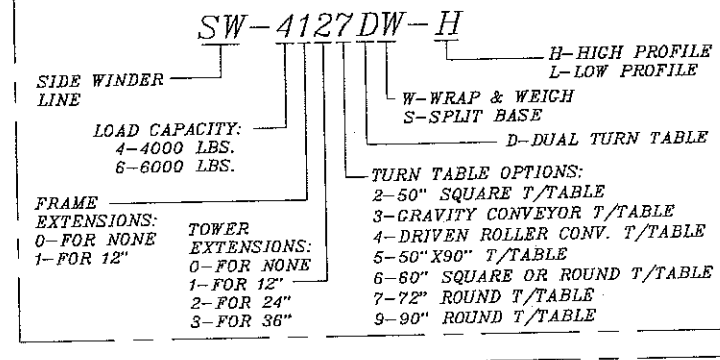 SW-4127DW-H
H-HIGH PROFILE
L-LOW PROFILE
SIDE WINDER
LINE
W-WRAP & WEIGH
S-SPLIT BASE
LOAD CAPACITY:
4-4000 LBS.
6-6000 LBS.
D-DUAL TURN TABLE
FRAME
EXTENSIONS:
0-FOR NONE
1-FOR 12"
TOWER
EXTENSIONS:
0-FOR NONE
1-FOR 12"
2-FOR 24"
3-FOR 36"
TURN TABLE OPTIONS:
2-50" SQUARE T/TABLE
3-GRAVITY CONVEYOR T/TABLE
4-DRIVEN ROLLER CONV. T/TABLE
5-50"X90" T/TABLE
6-60" SQUARE OR ROUND T/TABLE
7-72" ROUND T/TABLE
9-90" ROUND T/TABLE